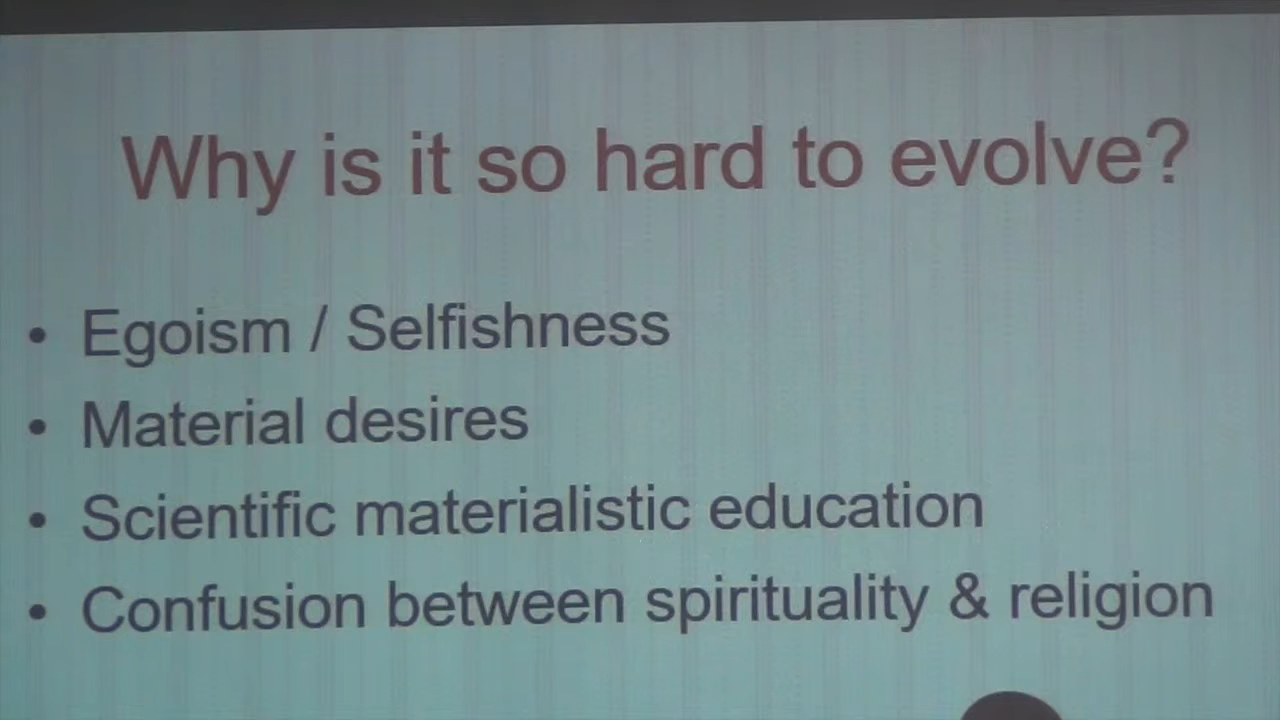 Why is it so hard to evolve?
• Egoism / Selfishness
• Material desires
• Scientific materialistic education
• Confusion between spirituality & religion